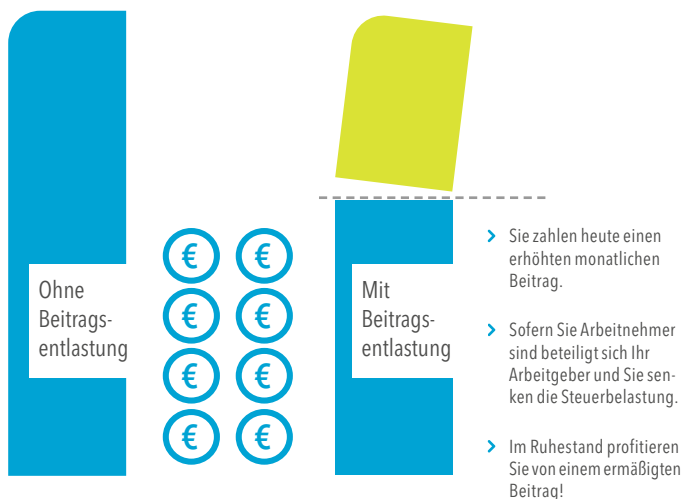 Ohne
Beitrags-
entlastung
€ €
€ €
€ €
€ €
Mit
Beitrags-
entlastung
Sie zahlen heute einen
erhöhten monatlichen
Beitrag.
Sofern Sie Arbeitnehmer
sind beteiligt sich Ihr
Arbeitgeber und Sie sen-
ken die Steuerbelastung.
Im Ruhestand profitieren
Sie von einem ermäßigten
Beitrag!